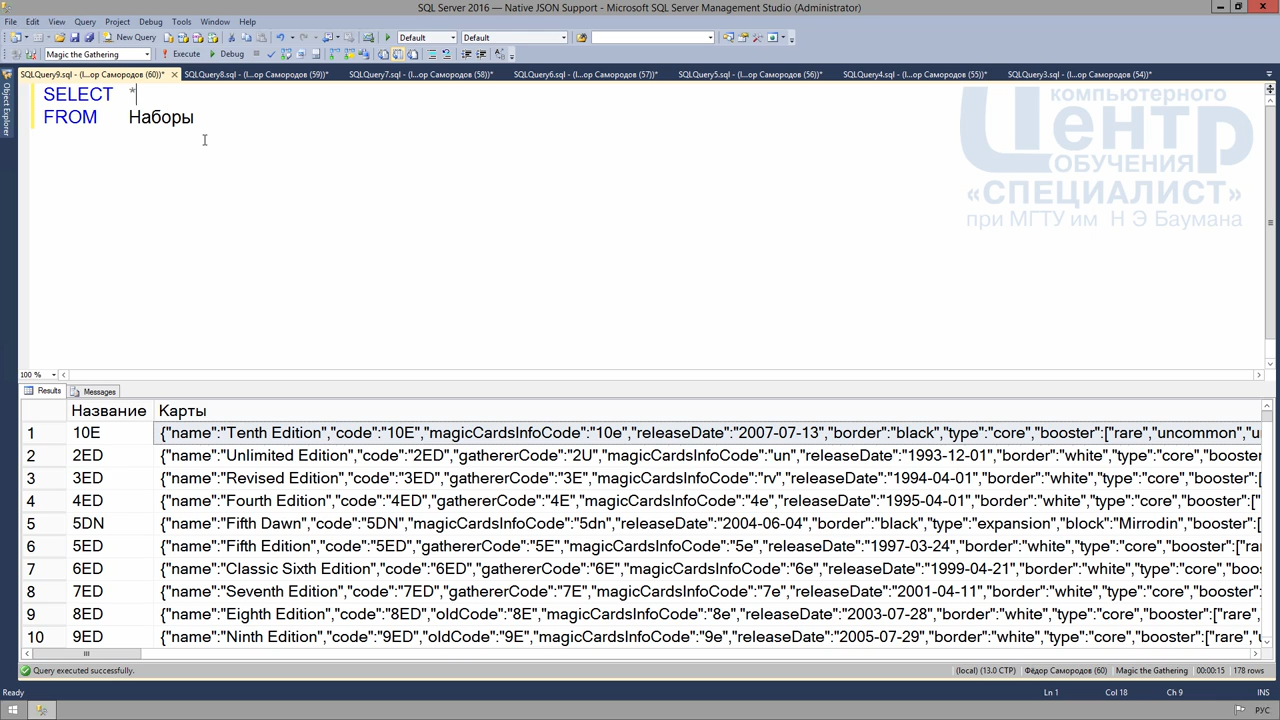 SQL Server 2016 — Native JSON Support - Microsoft SQL Server Management Studio (Administrator)
File Edit View Query Project Debug Tools Window Help
New Query Default Default
Magic the Gathering Execute Debug
SQLQuery9.sql - (l...ор Самородов (60))* SQLQuery8.sql - (l...ор Самородов (59))* SQLQuery7.sql - (l...ор Самородов (58))* SQLQuery6.sql - (l...ор Самородов (57))* SQLQuery5.sql - (l...ор Самородов (56))* SQLQuery4.sql - (l...ор Самородов (55))* SQLQuery3.sql - (l...ор Самородов (54))*
Object Explorer
SELECT *
FROM Наборы
компьютерного
Центр
ОБУЧЕНИЯ
«СПЕЦИАЛИСТ»
при МГТУ им Н Э Баумана
100 %
Results Messages
Название Карты
1 10E {"name":"Tenth Edition","code":"10E","magicCardsInfoCode":"10e","releaseDate":"2007-07-13","border":"black","type":"core","booster":["rare","uncommon","u
2 2ED {"name":"Unlimited Edition","code":"2ED","gathererCode":"2U","magicCardsInfoCode":"un","releaseDate":"1993-12-01","border":"white","type":"core","booster
3 3ED {"name":"Revised Edition","code":"3ED","gathererCode":"3E","magicCardsInfoCode":"rv","releaseDate":"1994-04-01","border":"white","type":"core","booster":[
4 4ED {"name":"Fourth Edition","code":"4ED","gathererCode":"4E","magicCardsInfoCode":"4e","releaseDate":"1995-04-01","border":"white","type":"core","booster":["
5 5DN {"name":"Fifth Dawn","code":"5DN","magicCardsInfoCode":"5dn","releaseDate":"2004-06-04","border":"black","type":"expansion","block":"Mirrodin","booster":[
6 5ED {"name":"Fifth Edition","code":"5ED","gathererCode":"5E","magicCardsInfoCode":"5e","releaseDate":"1997-03-24","border":"white","type":"core","booster":["rar
7 6ED {"name":"Classic Sixth Edition","code":"6ED","gathererCode":"6E","magicCardsInfoCode":"6e","releaseDate":"1999-04-21","border":"white","type":"core","boos
8 7ED {"name":"Seventh Edition","code":"7ED","gathererCode":"7E","magicCardsInfoCode":"7e","releaseDate":"2001-04-11","border":"white","type":"core","booster":
9 8ED {"name":"Eighth Edition","code":"8ED","oldCode":"8E","magicCardsInfoCode":"8e","releaseDate":"2003-07-28","border":"white","type":"core","booster":["rare",
10 9ED {"name":"Ninth Edition","code":"9ED","oldCode":"9E","magicCardsInfoCode":"9e","releaseDate":"2005-07-29","border":"white","type":"core","booster":["rare","u
Query executed successfully. (local) (13.0 CTP) Фёдор Самородов (60) Magic the Gathering 00:00:15 178 rows
Ready Ln 1 Col 18 Ch 9 INS
РУС